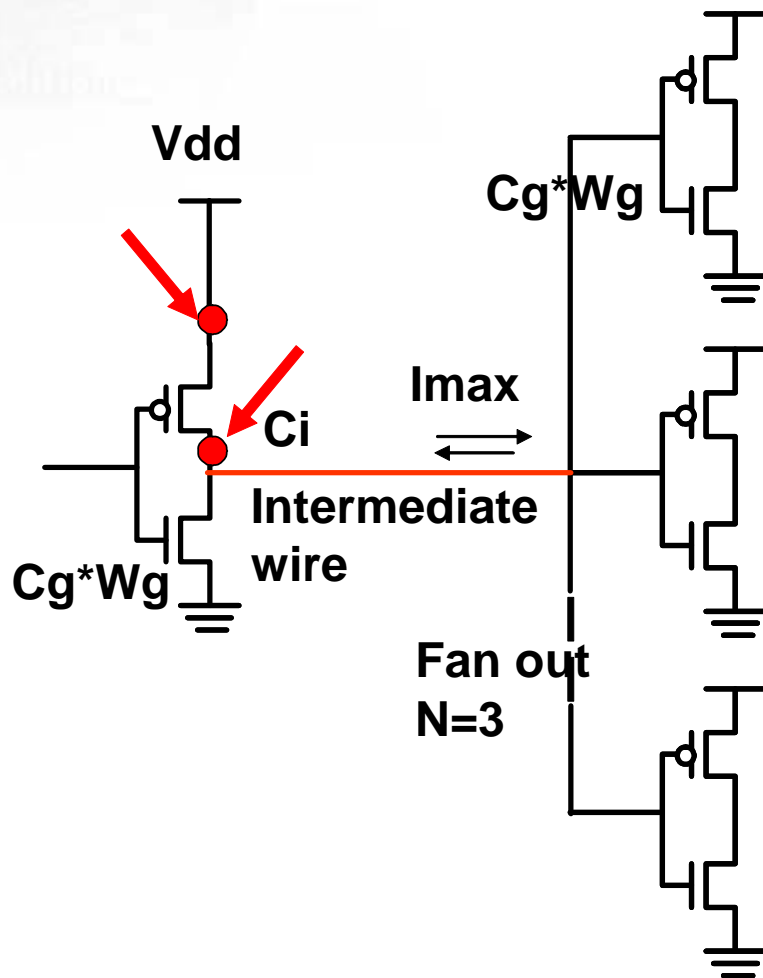 Vdd
Cg*Wg
Imax
Ci
Intermediate
wire
Cg*Wg
Fan out
N=3